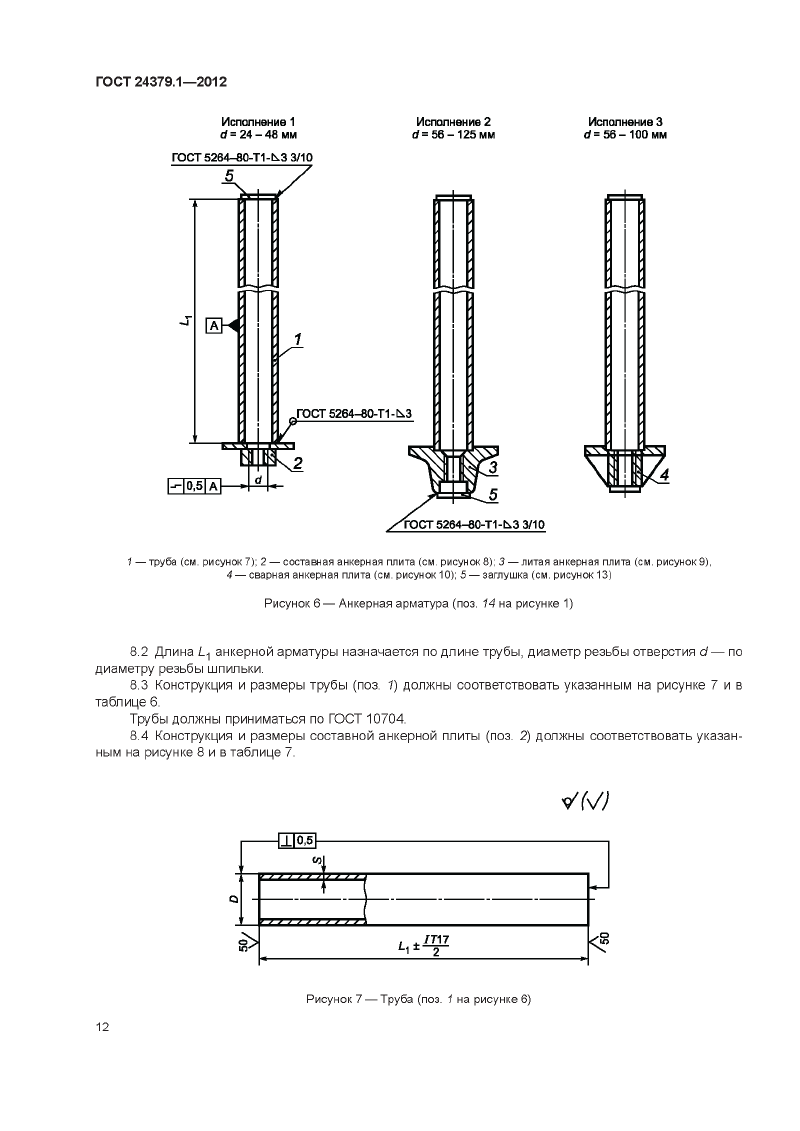 ГОСТ 24379.1—2012
Исполнение 1
d = 24 – 48 мм
Исполнение 2
d = 56 – 125 мм
Исполнение 3
d = 56 – 100 мм
ГОСТ 5264–80-Т1-⊿3 3/10
5
L1
А
1
ГОСТ 5264–80-Т1-⊿3
2
0,5 А
d
3
5
ГОСТ 5264–80-Т1-⊿3 3/10
4
1 — труба (см. рисунок 7); 2 — составная анкерная плита (см. рисунок 8); 3 — литая анкерная плита (см. рисунок 9),
4 — сварная анкерная плита (см. рисунок 10); 5 — заглушка (см. рисунок 13)
Рисунок 6 — Анкерная арматура (поз. 14 на рисунке 1)
8.2 Длина L1 анкерной арматуры назначается по длине трубы, диаметр резьбы отверстия d — по
диаметру резьбы шпильки.
8.3 Конструкция и размеры трубы (поз. 1) должны соответствовать указанным на рисунке 7 и в
таблице 6.
Трубы должны приниматься по ГОСТ 10704.
8.4 Конструкция и размеры составной анкерной плиты (поз. 2) должны соответствовать указан-
ным на рисунке 8 и в таблице 7.
⊥ 0,5
S
D
50
L1 ± IT17/2
50
Рисунок 7 — Труба (поз. 1 на рисунке 6)
12